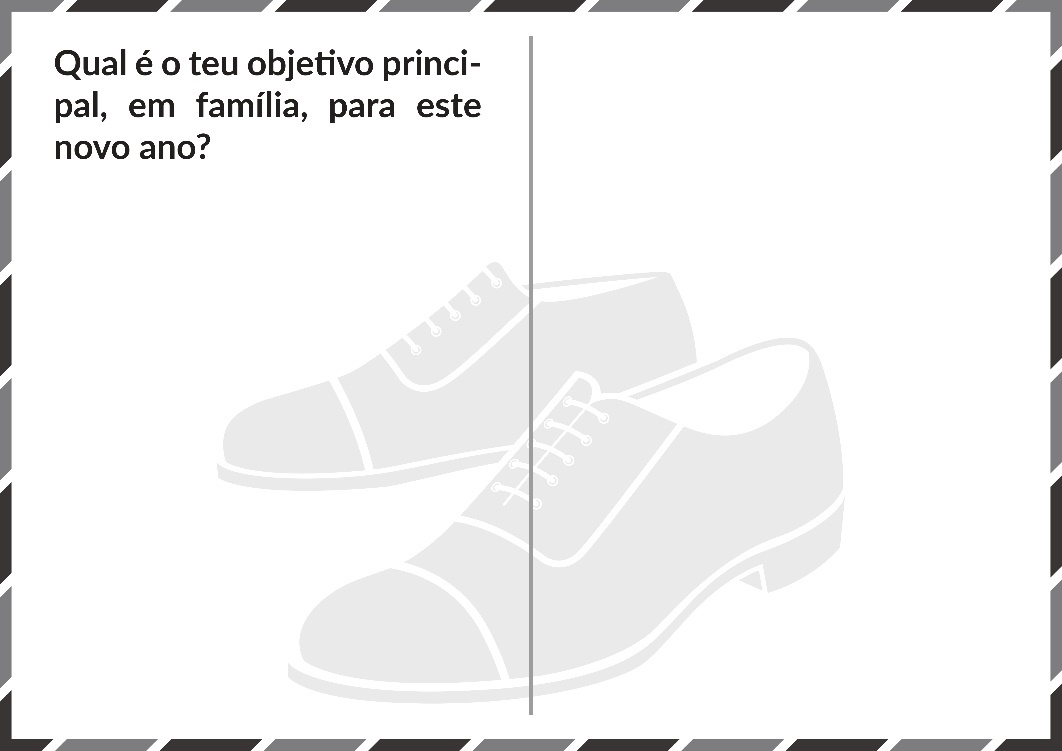 Qual é o teu objetivo princi-
pal, em família, para este
novo ano?